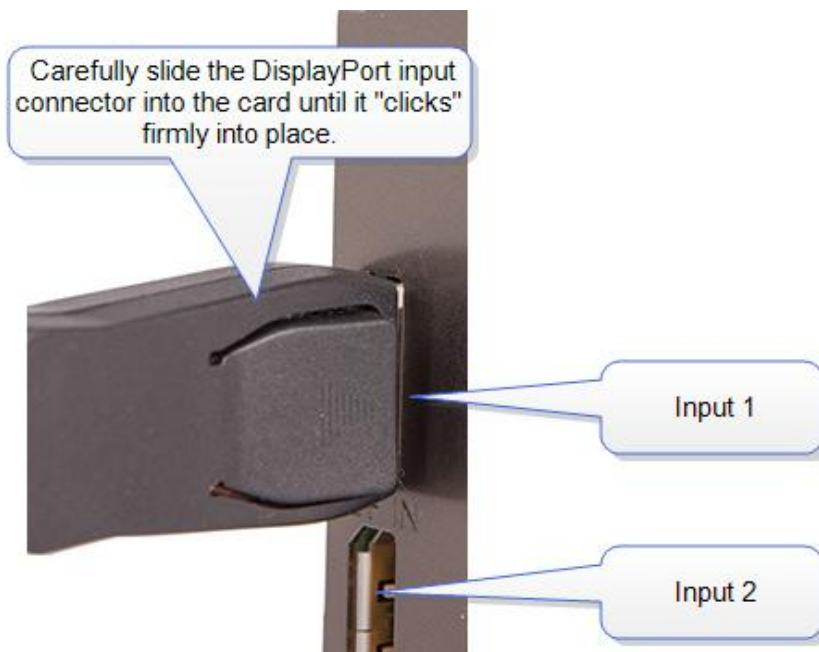 Carefully slide the DisplayPort input
connector into the card until it "clicks"
firmly into place.
Input 1
IN
Input 2